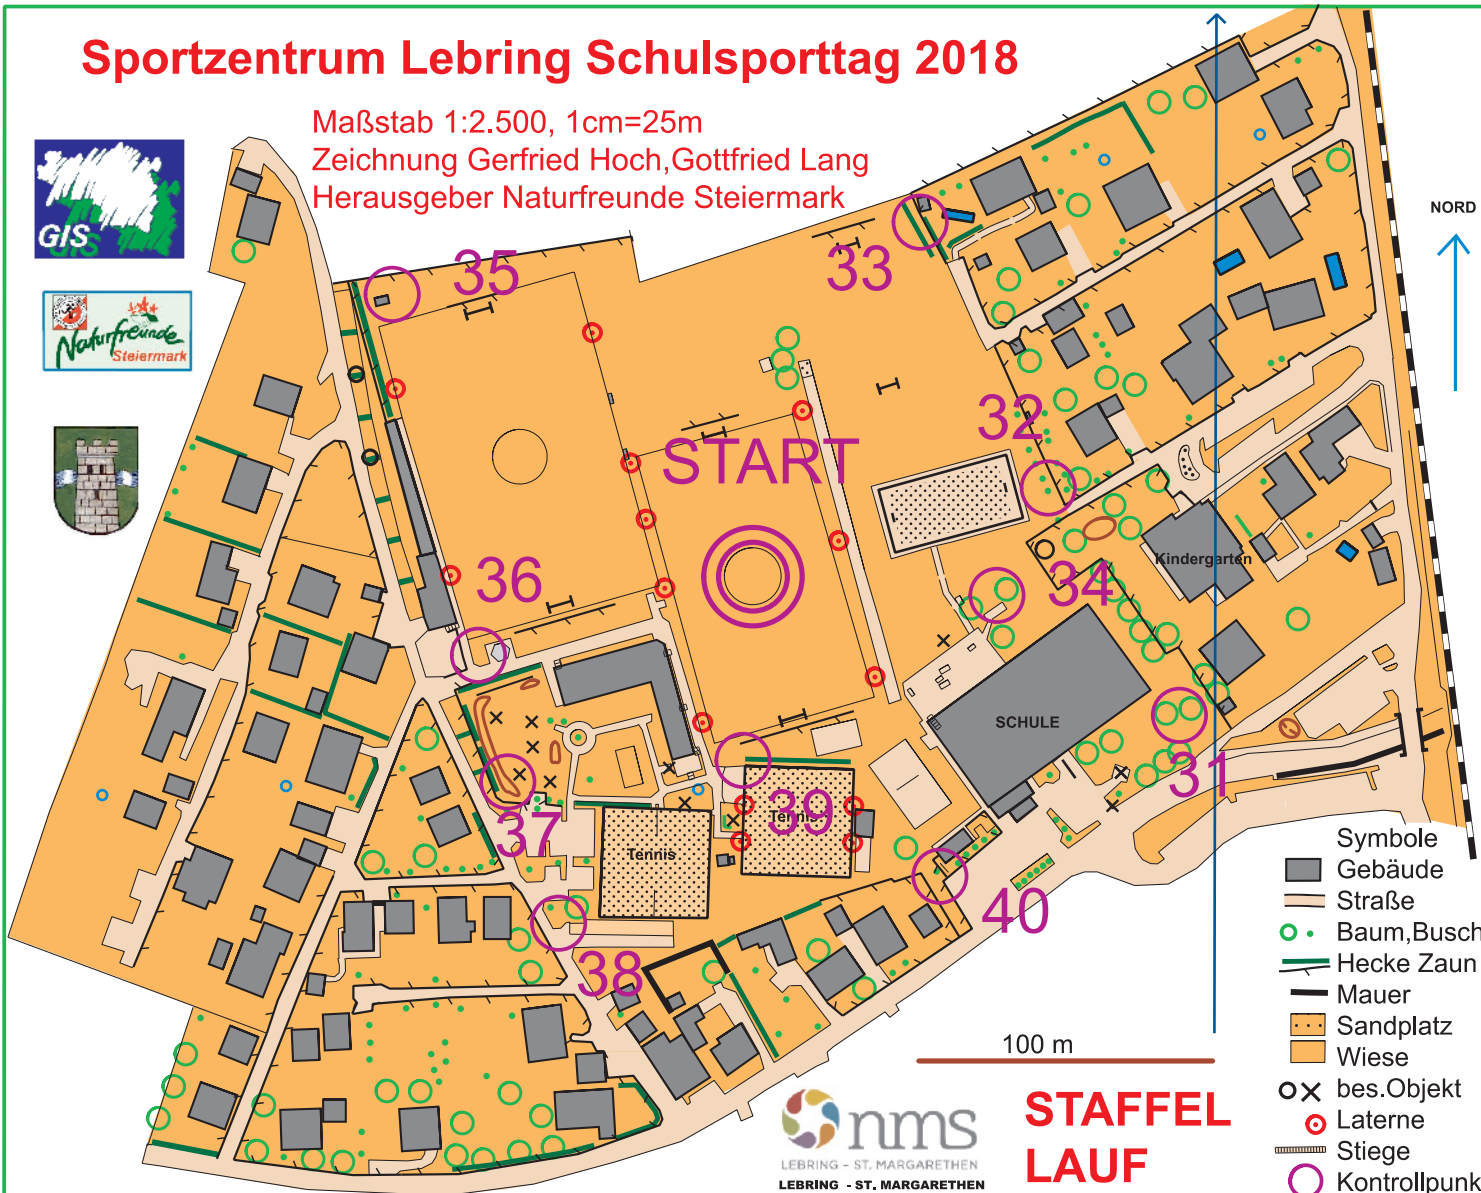 Sportzentrum Lebring Schulsporttag 2018
Maßstab 1:2.500, 1cm=25m
Zeichnung Gerfried Hoch,Gottfried Lang
Herausgeber Naturfreunde Steiermark
GIS
Naturfreunde
Steiermark
NORD
35
33
32
START
36
34
Kindergarten
SCHULE
31
37
39
Tennis
Tennis
40
38
Symbole
Gebäude
Straße
Baum,Busch
Hecke Zaun
Mauer
Sandplatz
Wiese
bes.Objekt
Laterne
Stiege
Kontrollpunk
100 m
STAFFEL
LAUF
nms
LEBRING - ST. MARGARETHEN
LEBRING - ST. MARGARETHEN